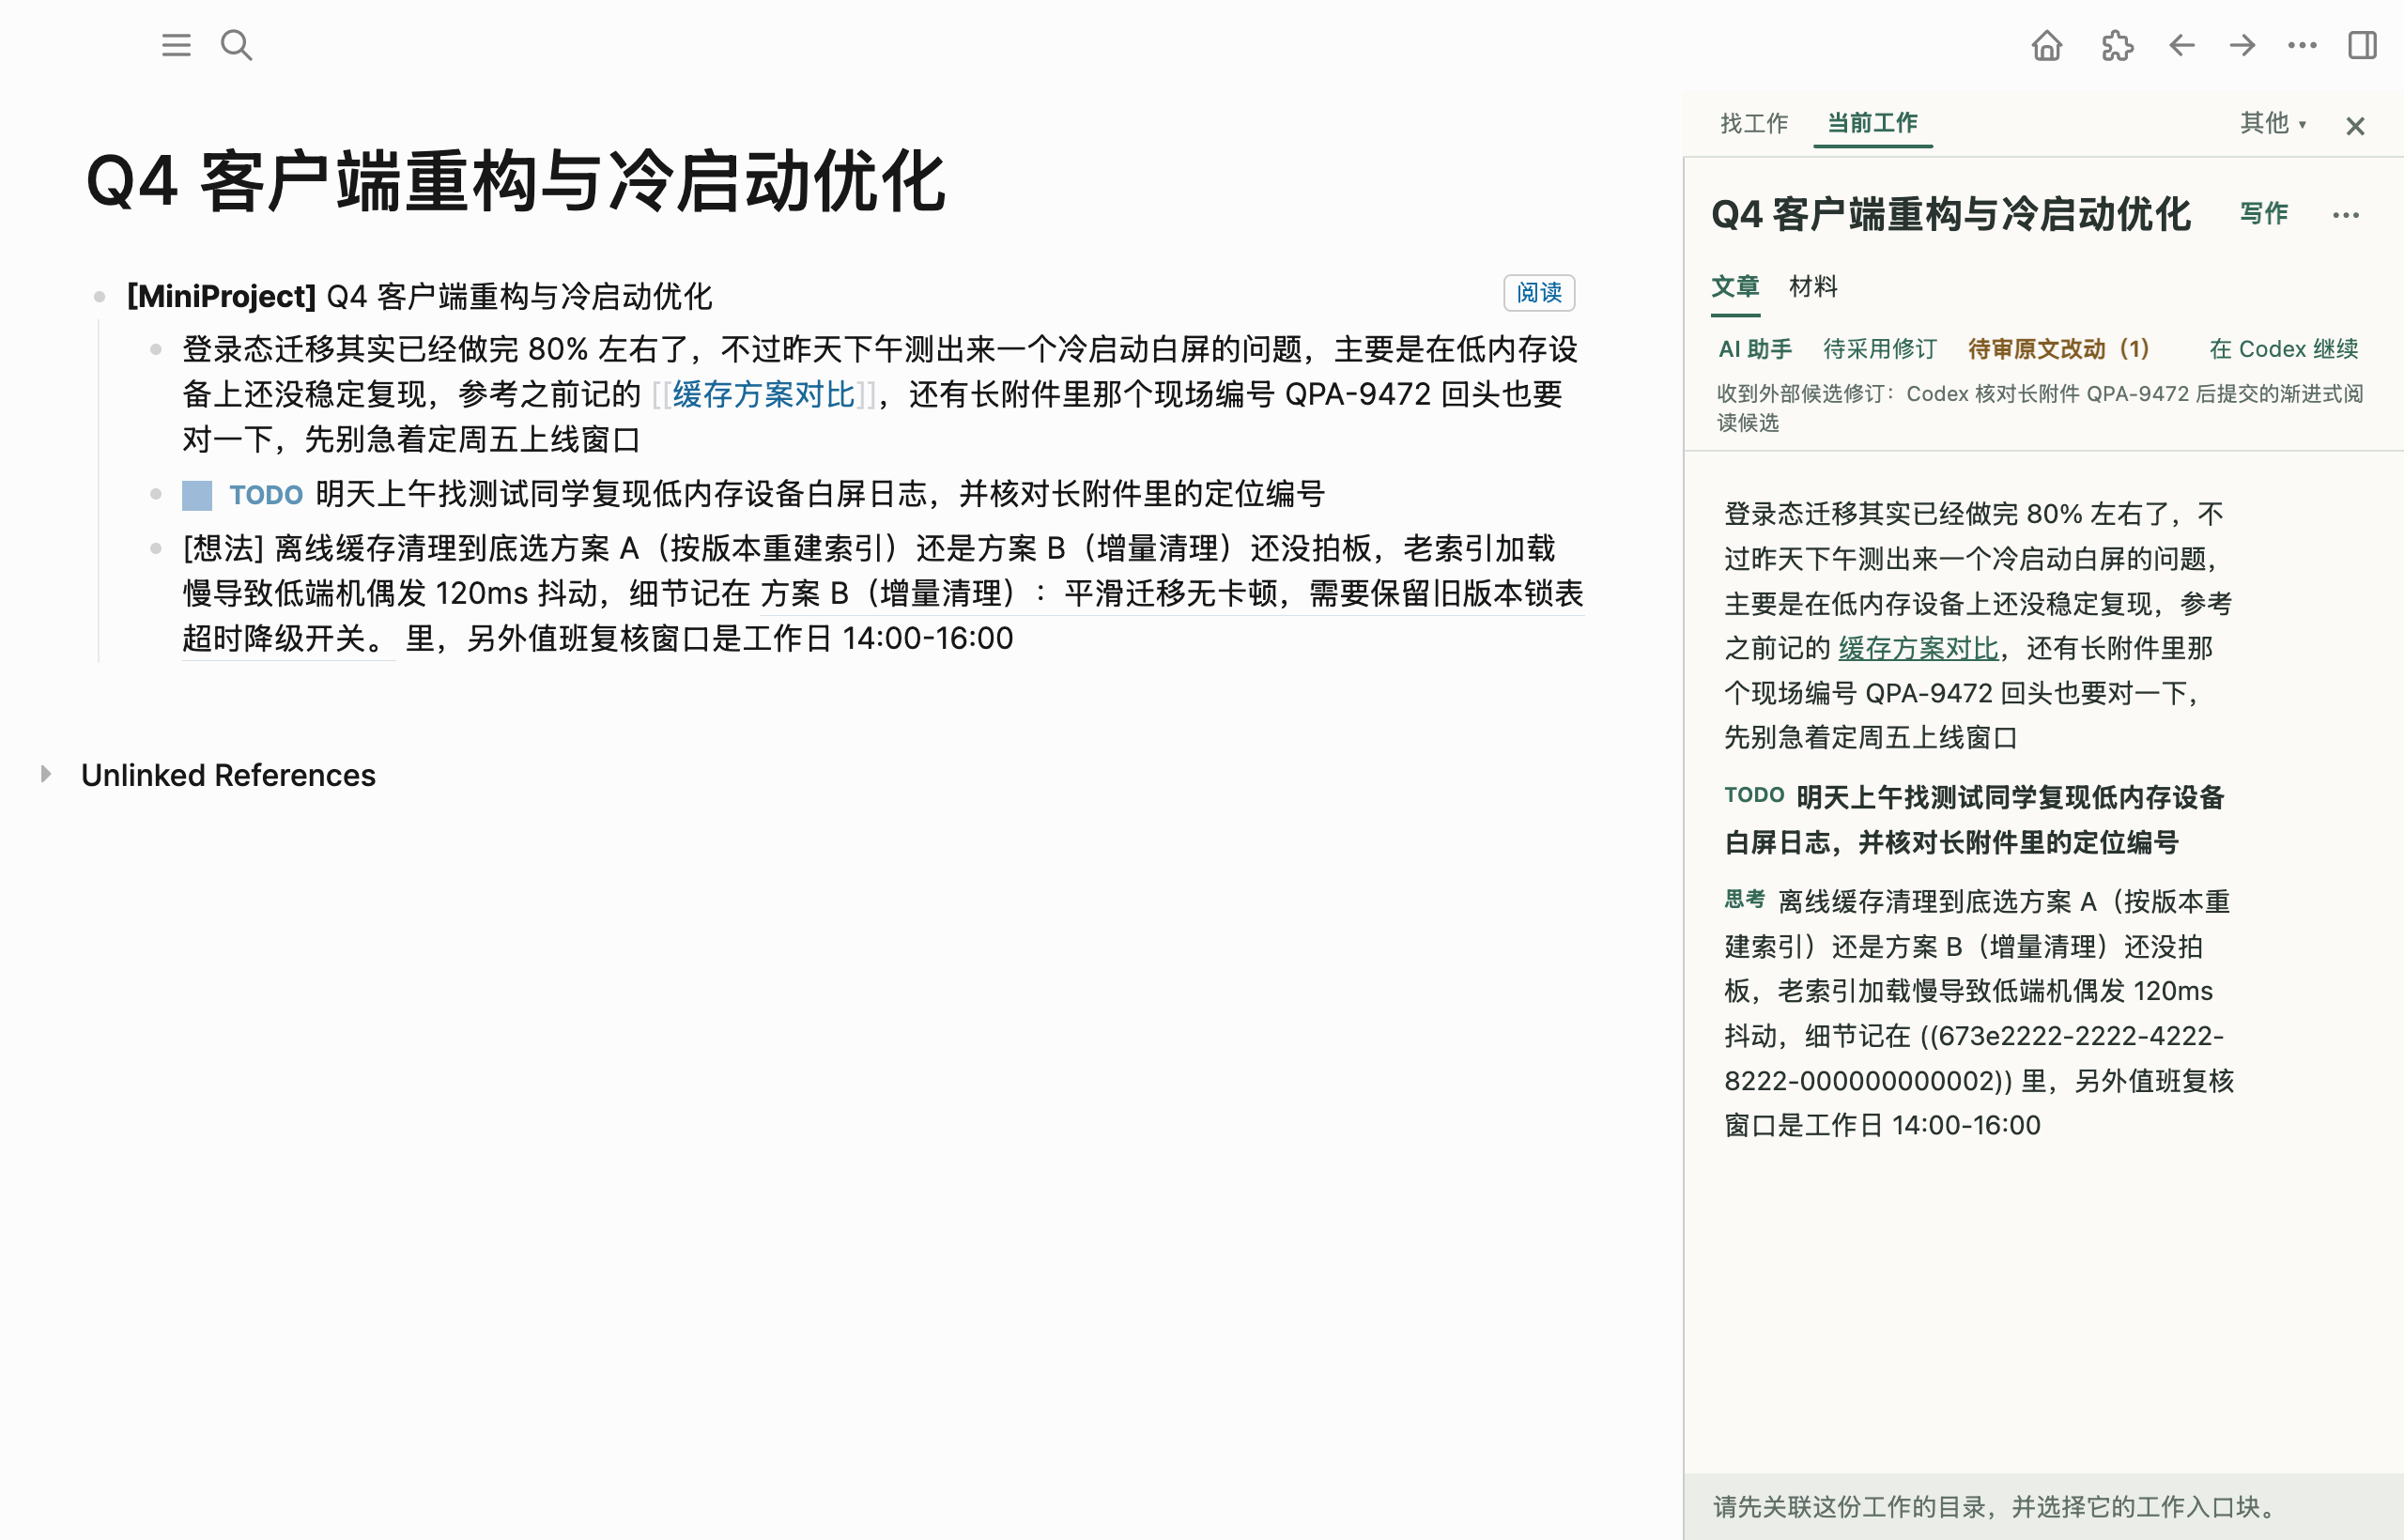 Q4 客户端重构与冷启动优化
[MiniProject] Q4 客户端重构与冷启动优化
阅读
登录态迁移其实已经做完 80% 左右了，不过昨天下午测出来一个冷启动白屏的问题，主要是在低内存设
备上还没稳定复现，参考之前记的 [[缓存方案对比]]，还有长附件里那个现场编号 QPA-9472 回头也要
对一下，先别急着定周五上线窗口
TODO 明天上午找测试同学复现低内存设备白屏日志，并核对长附件里的定位编号
[想法] 离线缓存清理到底选方案 A（按版本重建索引）还是方案 B（增量清理）还没拍板，老索引加载
慢导致低端机偶发 120ms 抖动，细节记在 方案 B（增量清理）：平滑迁移无卡顿，需要保留旧版本锁表
超时降级开关。 里，另外值班复核窗口是工作日 14:00-16:00
Unlinked References
找工作 当前工作 其他 ▾ ×
Q4 客户端重构与冷启动优化 写作 ···
文章 材料
AI 助手 待采用修订 待审原文改动（1） 在 Codex 继续
收到外部候选修订：Codex 核对长附件 QPA-9472 后提交的渐进式阅
读候选
登录态迁移其实已经做完 80% 左右了，不
过昨天下午测出来一个冷启动白屏的问题，
主要是在低内存设备上还没稳定复现，参考
之前记的 缓存方案对比，还有长附件里那
个现场编号 QPA-9472 回头也要对一下，
先别急着定周五上线窗口
TODO 明天上午找测试同学复现低内存设备
白屏日志，并核对长附件里的定位编号
思考 离线缓存清理到底选方案 A（按版本重
建索引）还是方案 B（增量清理）还没拍
板，老索引加载慢导致低端机偶发 120ms
抖动，细节记在 ((673e2222-2222-4222-
8222-000000000002)) 里，另外值班复核
窗口是工作日 14:00-16:00
请先关联这份工作的目录，并选择它的工作入口块。